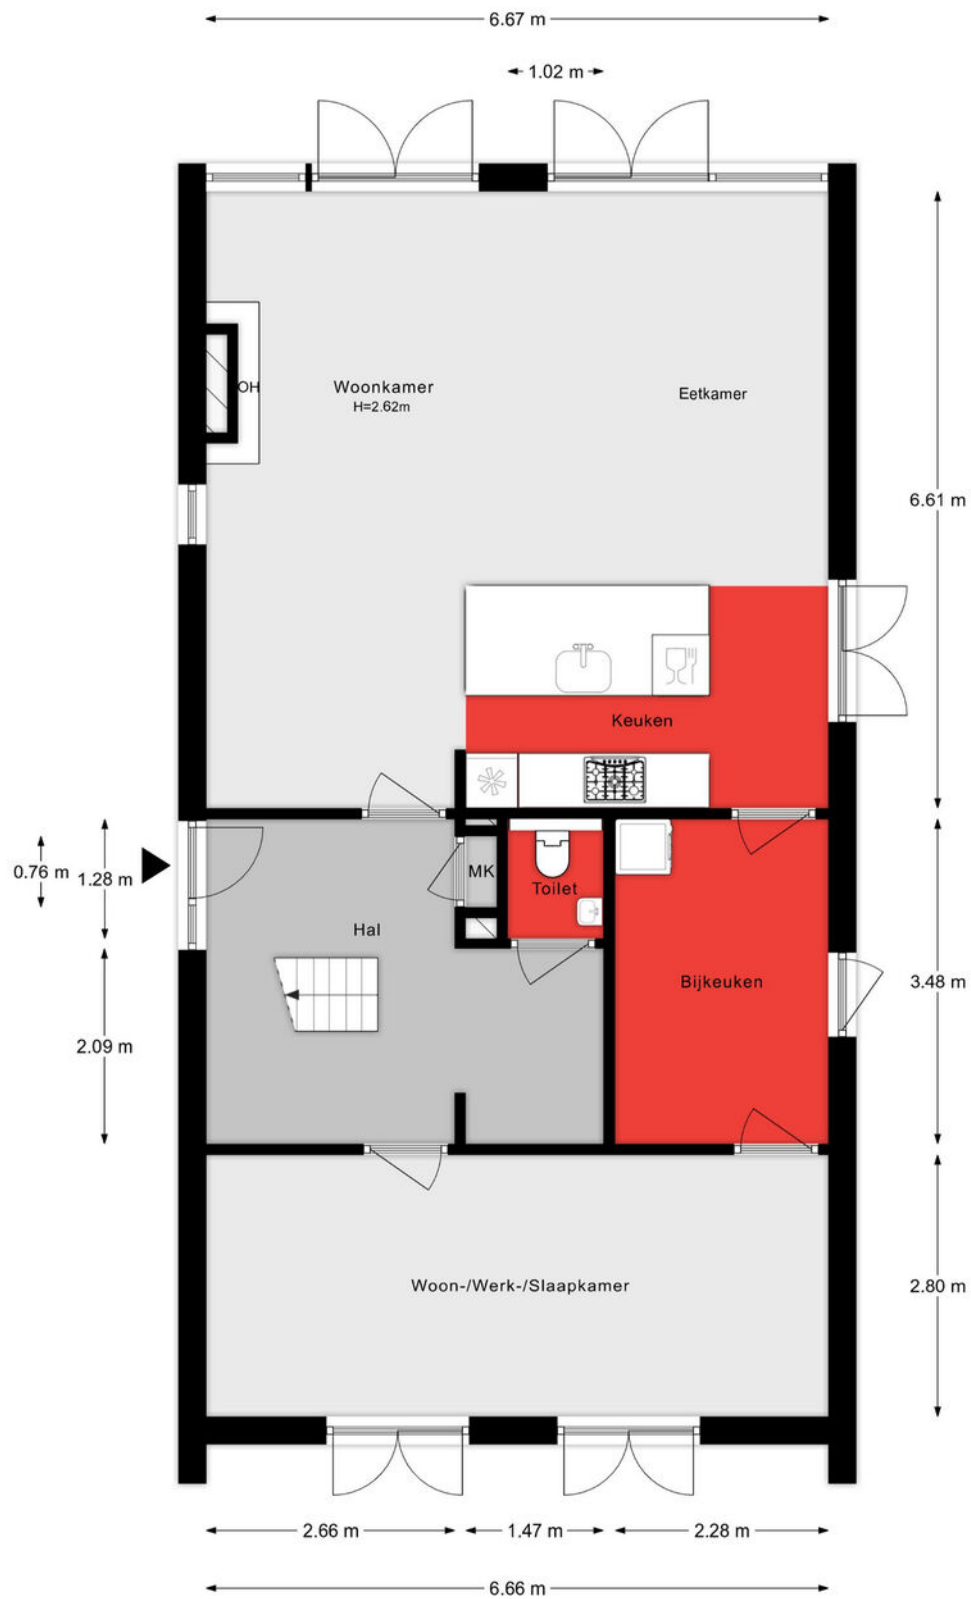 6.67 m
1.02 m
OH
Woonkamer
H=2.62m
Eetkamer
6.61 m
Keuken
0.76 m
1.28 m
MK
Toilet
Hal
Bijkeuken
3.48 m
2.09 m
Woon-/Werk-/Slaapkamer
2.80 m
2.66 m
1.47 m
2.28 m
6.66 m